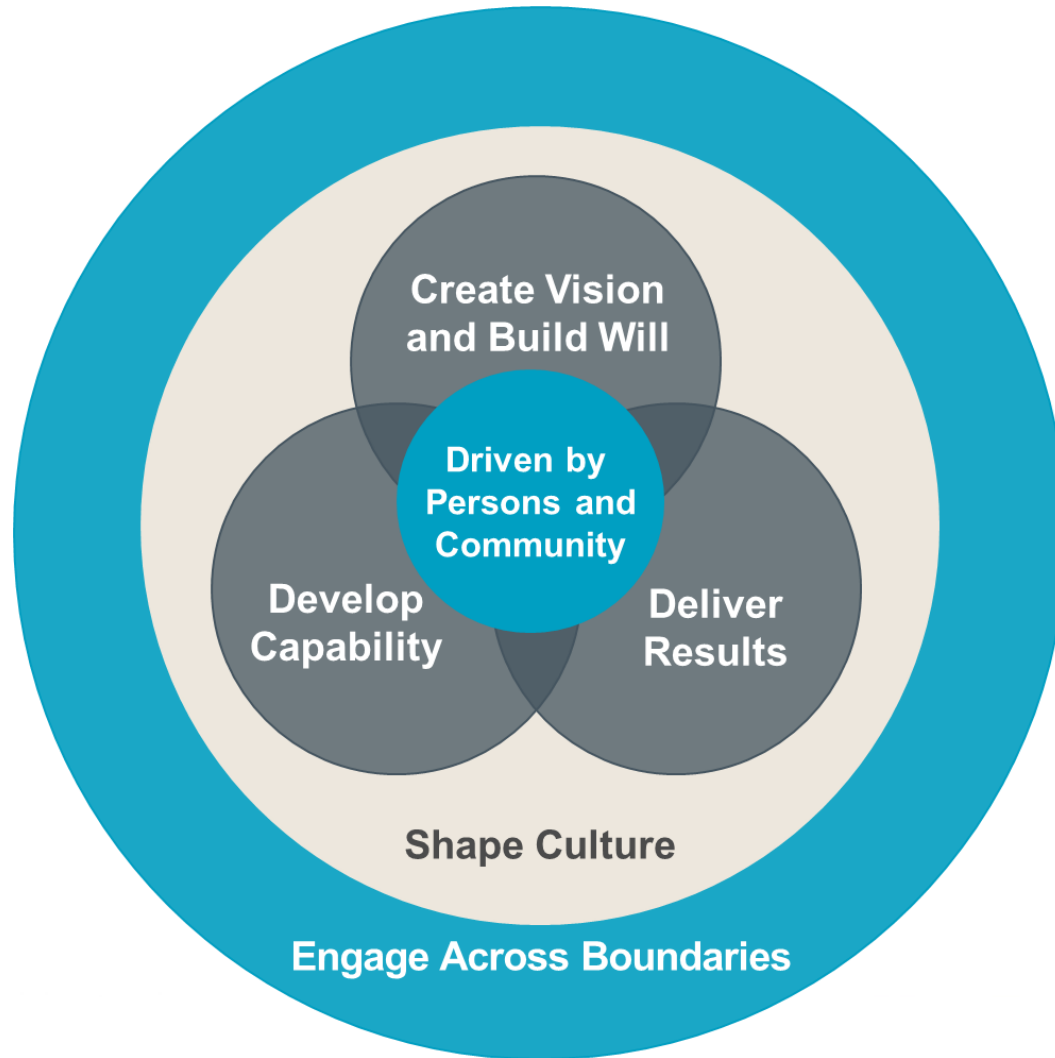 Create Vision
and Build Will
Driven by
Persons and
Community
Develop
Capability
Deliver
Results
Shape Culture
Engage Across Boundaries